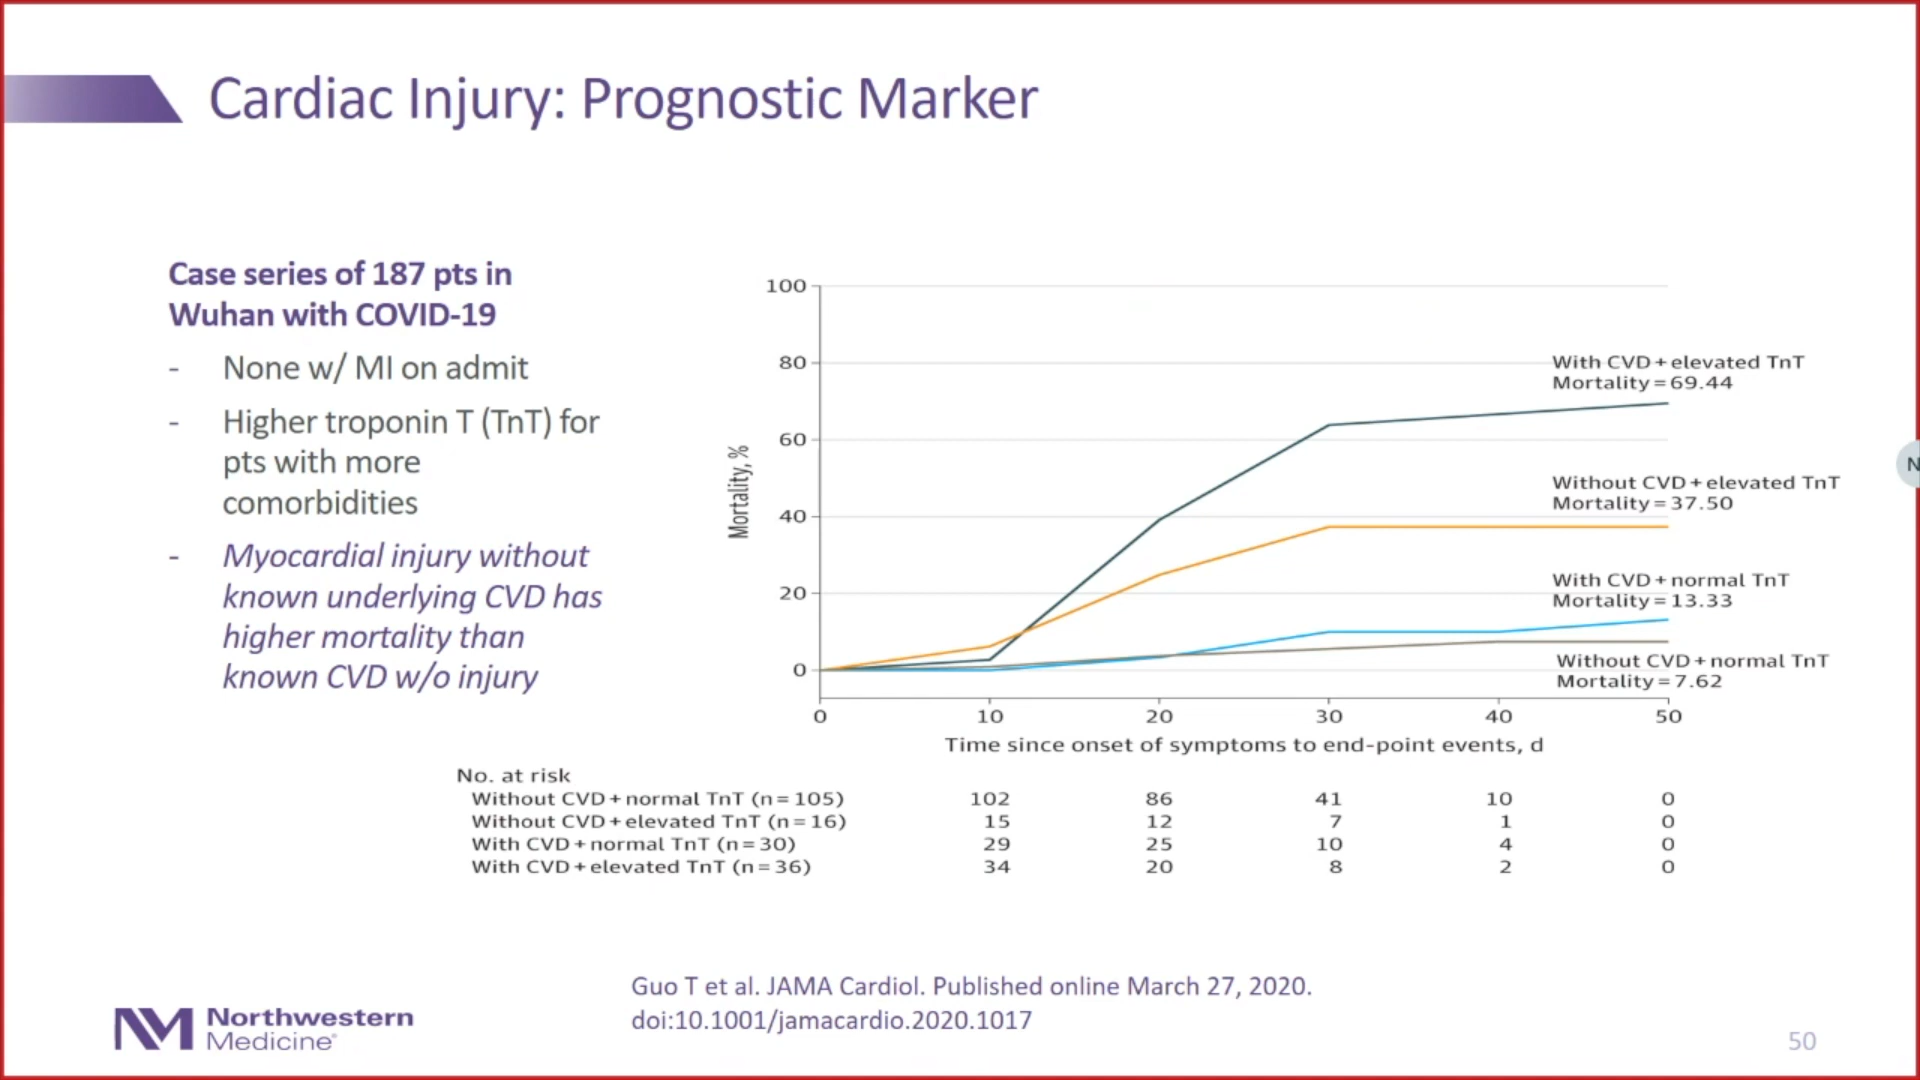 Cardiac Injury: Prognostic Marker
Case series of 187 pts in
Wuhan with COVID-19
- None w/ MI on admit
- Higher troponin T (TnT) for
pts with more
comorbidities
- Myocardial injury without
known underlying CVD has
higher mortality than
known CVD w/o injury
Mortality, %
100
80
60
40
20
0
With CVD + elevated TnT
Mortality = 69.44
Without CVD + elevated TnT
Mortality = 37.50
With CVD + normal TnT
Mortality = 13.33
Without CVD + normal TnT
Mortality = 7.62
0 10 20 30 40 50
Time since onset of symptoms to end-point events, d
No. at risk
Without CVD + normal TnT (n = 105) 102 86 41 10 0
Without CVD + elevated TnT (n = 16) 15 12 7 1 0
With CVD + normal TnT (n = 30) 29 25 10 4 0
With CVD + elevated TnT (n = 36) 34 20 8 2 0
Guo T et al. JAMA Cardiol. Published online March 27, 2020.
doi:10.1001/jamacardio.2020.1017
NM Northwestern
Medicine®
50
N